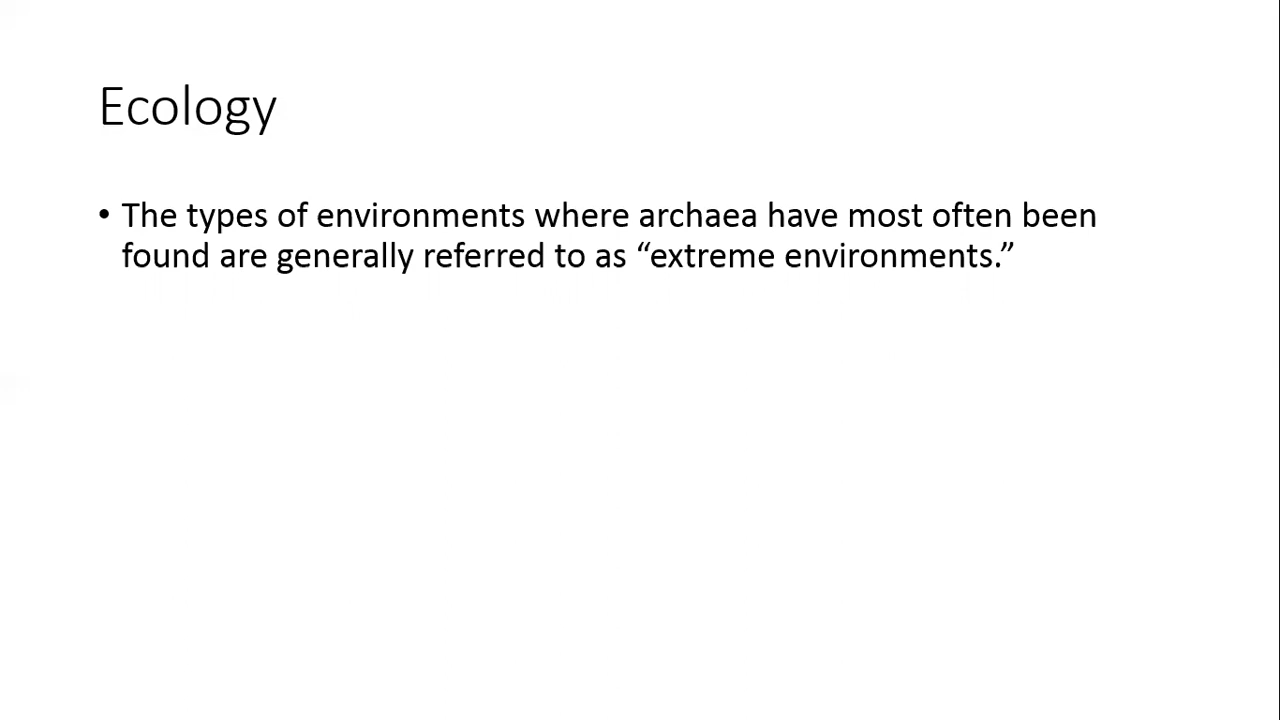 Ecology
• The types of environments where archaea have most often been
found are generally referred to as “extreme environments.”